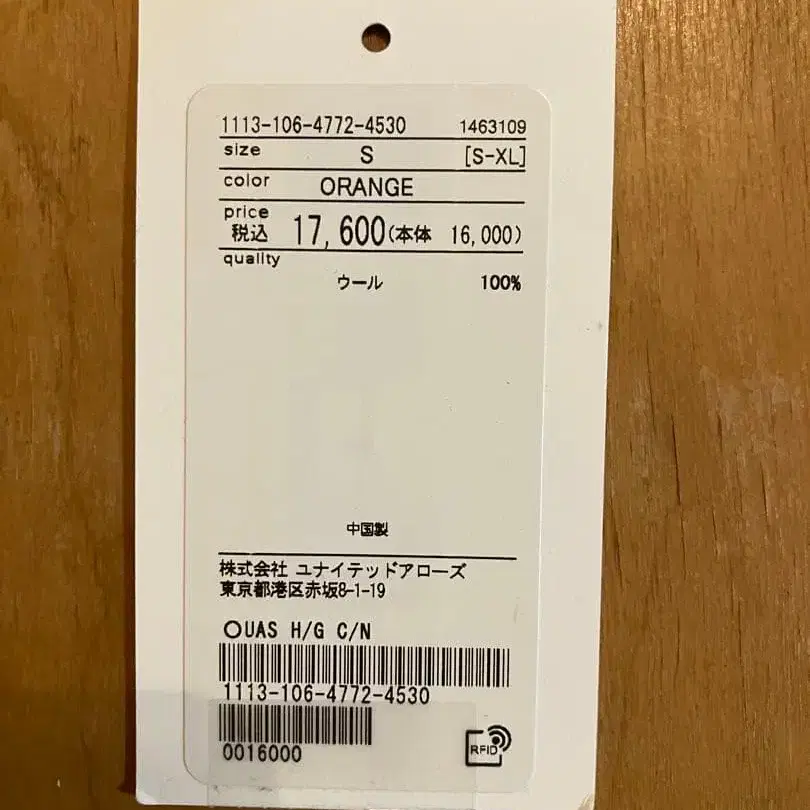 1113-106-4772-4530 1463109
size S [S-XL]
color ORANGE
price
税込 17,600(本体 16,000)
quality
ウール 100%
中国製
株式会社 ユナイテッドアローズ
東京都港区赤坂8-1-19
○UAS H/G C/N
1113-106-4772-4530
0016000
RFID